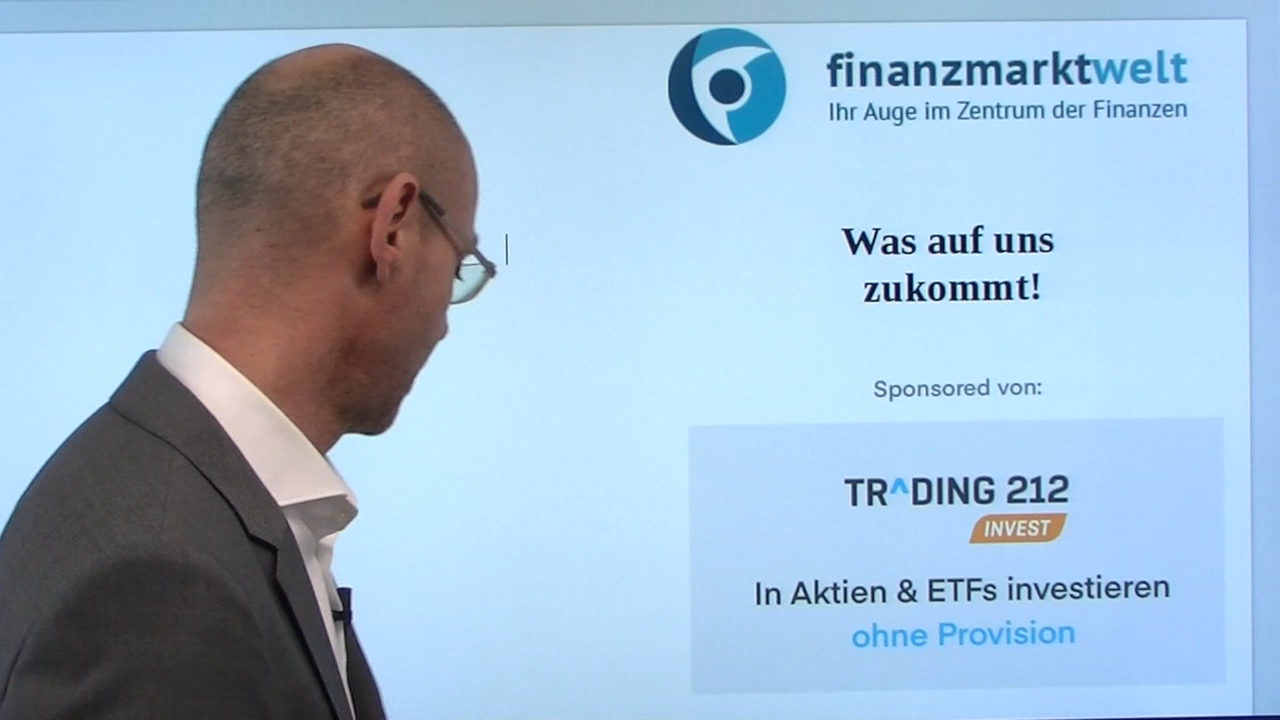 finanzmarktwelt
Ihr Auge im Zentrum der Finanzen
Was auf uns
zukommt!
Sponsored von:
TR^DING 212
INVEST
In Aktien & ETFs investieren
ohne Provision